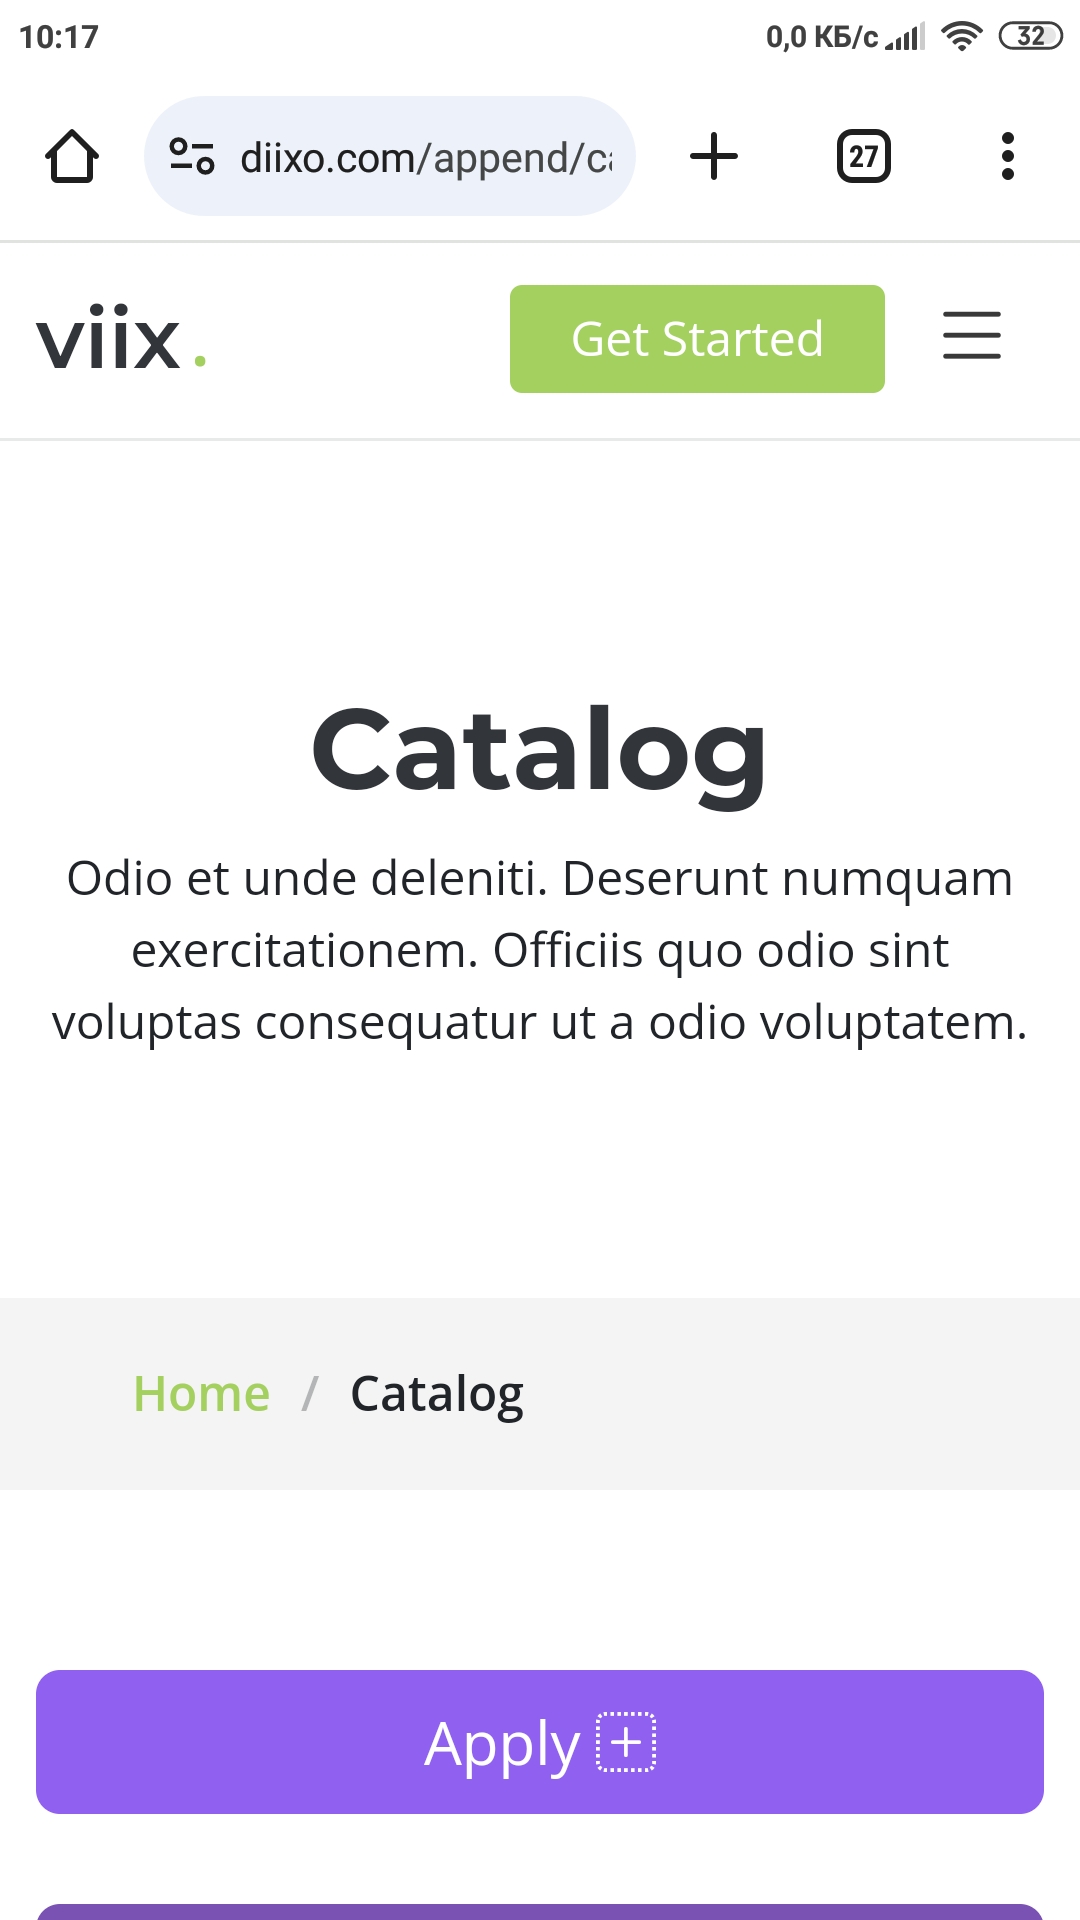 10:17 0,0 КБ/с 32
diixo.com/append/ca 27
viix. Get Started
Catalog
Odio et unde deleniti. Deserunt numquam
exercitationem. Officiis quo odio sint
voluptas consequatur ut a odio voluptatem.
Home / Catalog
Apply